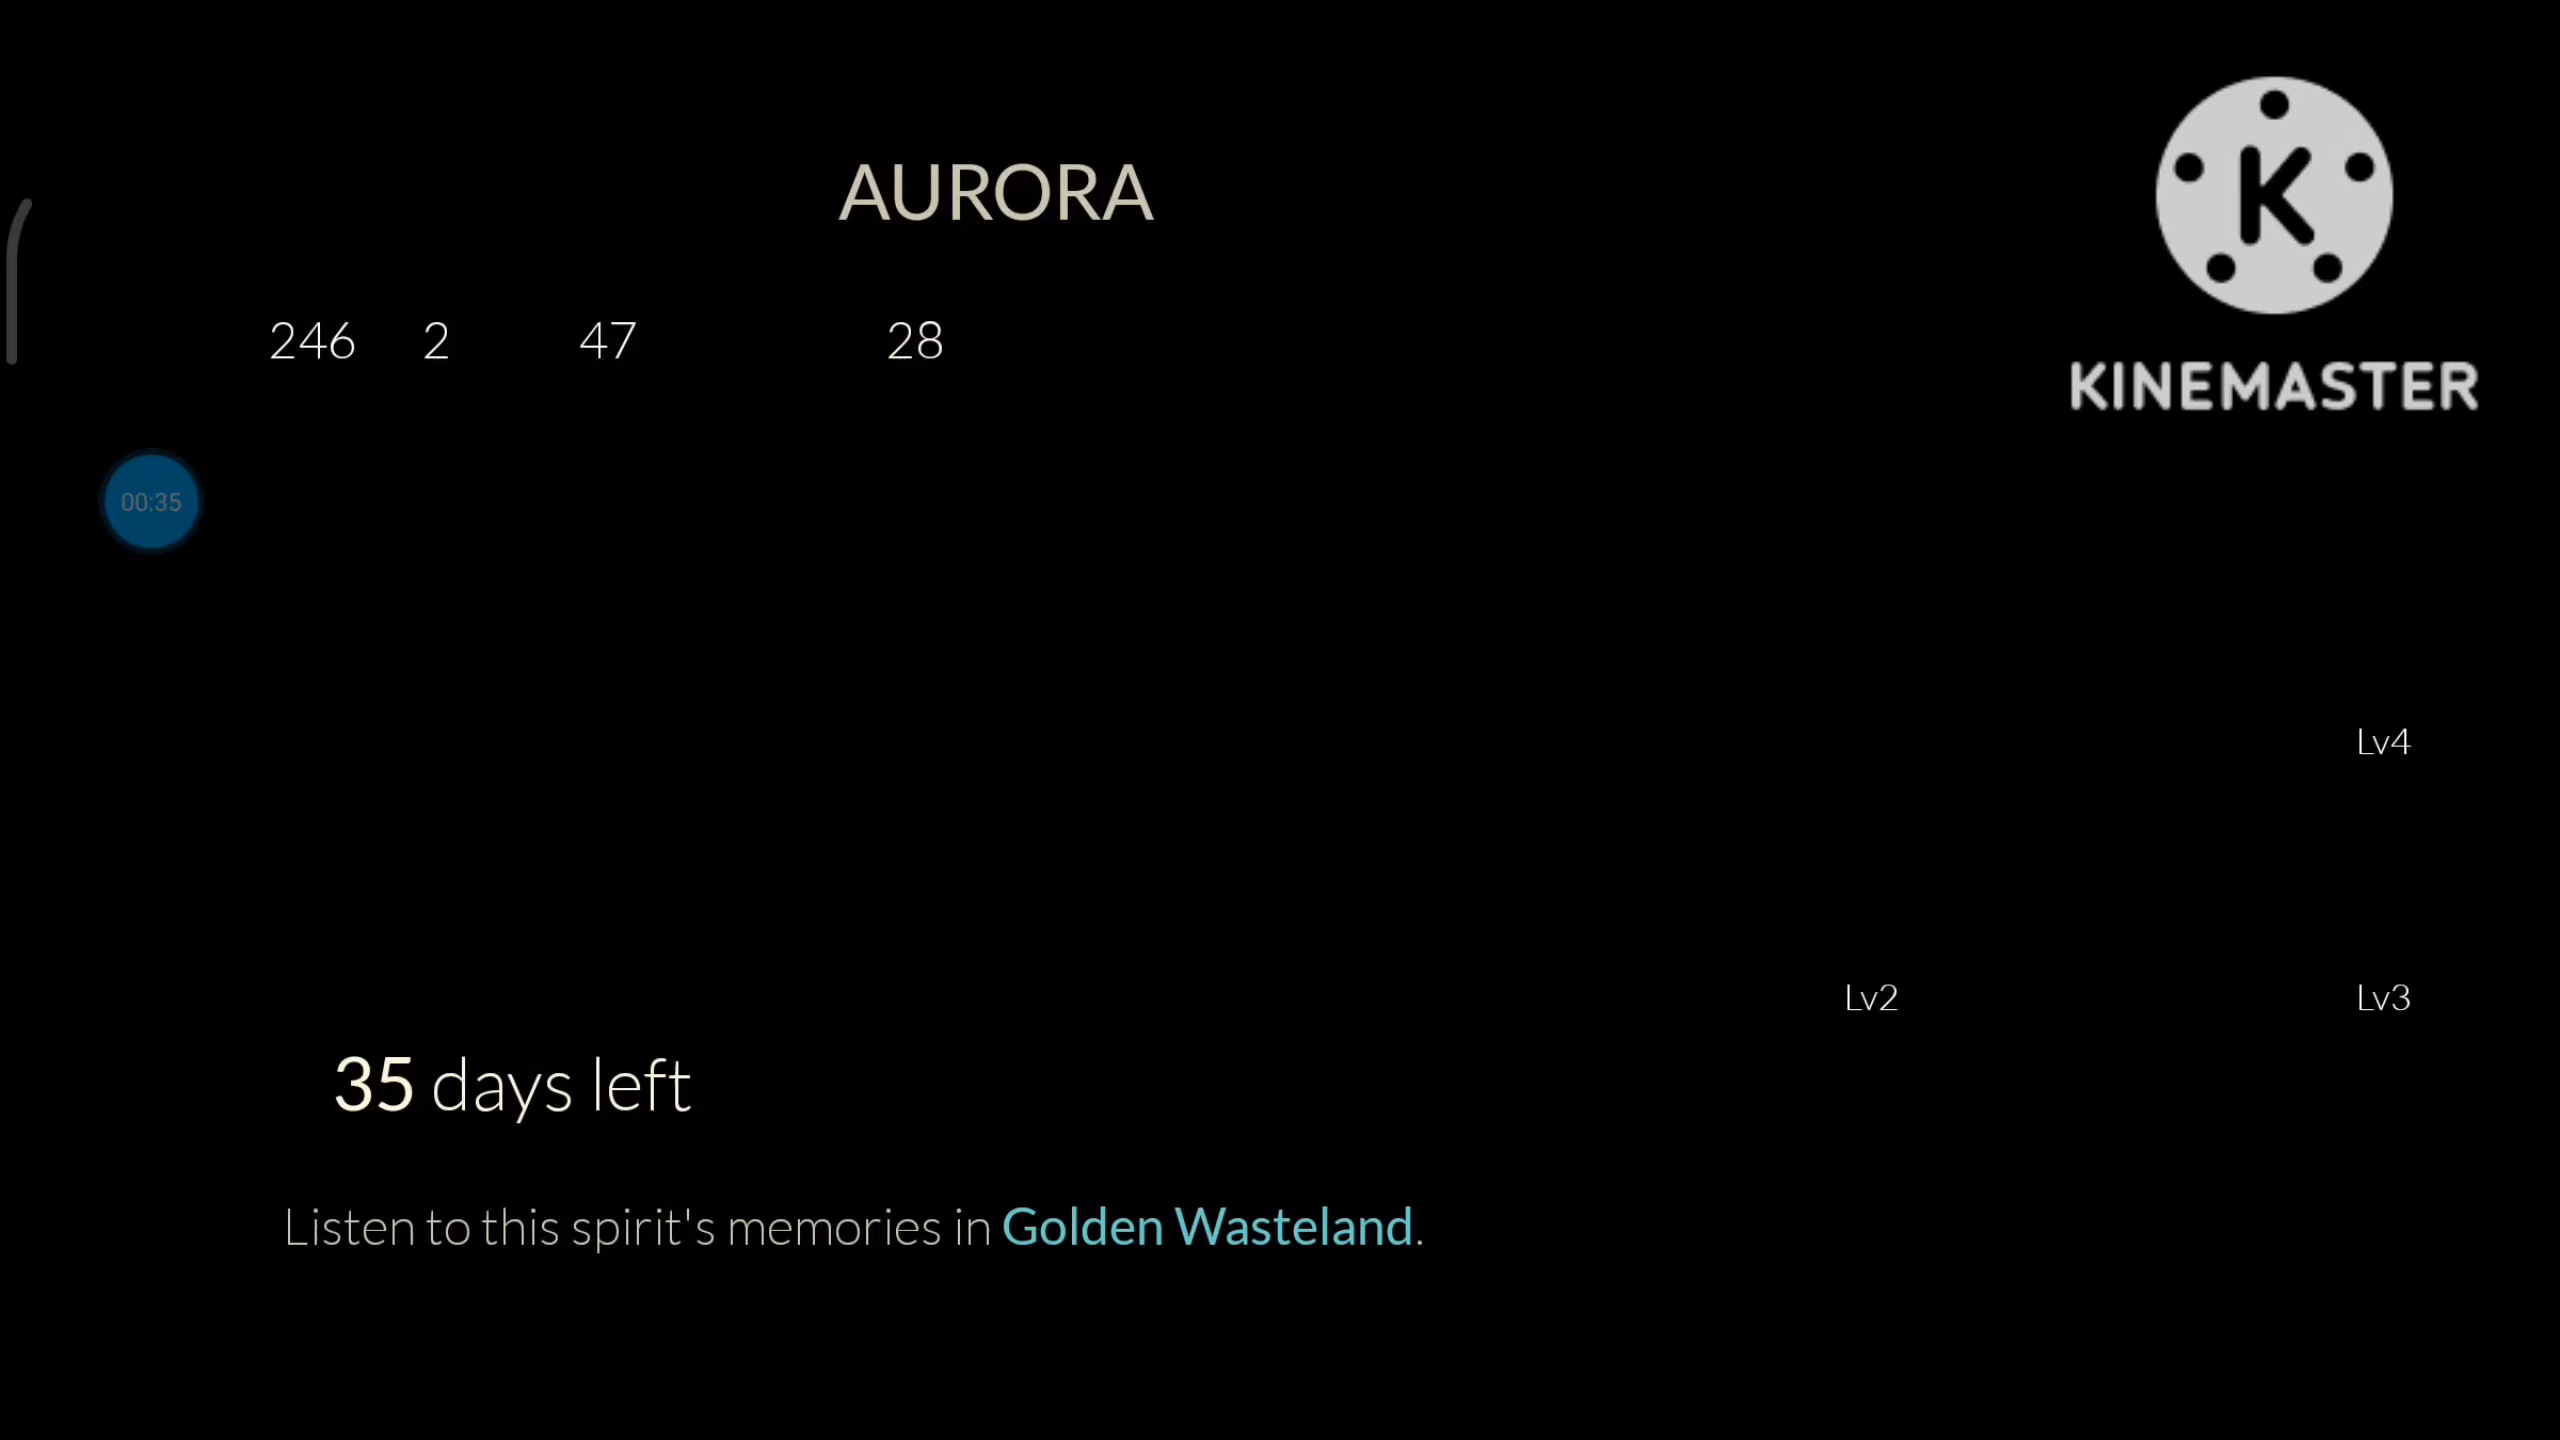 AURORA
K
KINEMASTER
246 2 47 28
00:35
Lv4
Lv2 Lv3
35 days left
Listen to this spirit's memories in Golden Wasteland.